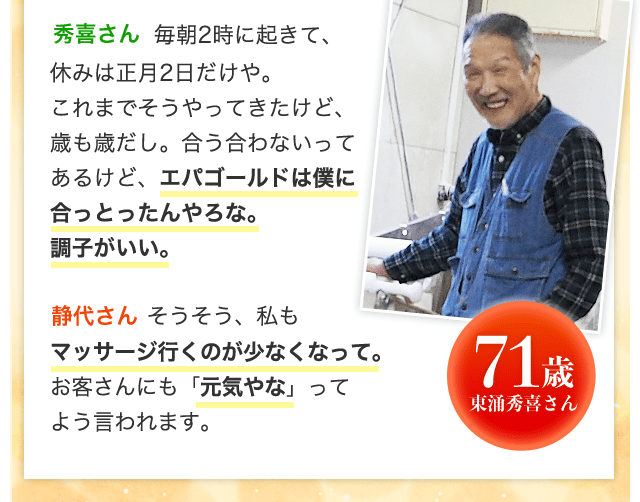 秀喜さん 毎朝2時に起きて、
休みは正月2日だけや。
これまでそうやってきたけど、
歳も歳だし。合う合わないって
あるけど、エパゴールドは僕に
合っとったんやろな。
調子がいい。
静代さん そうそう、私も
マッサージ行くのが少なくなって。
お客さんにも「元気やな」って
よう言われます。
71歳
東涌秀喜さん